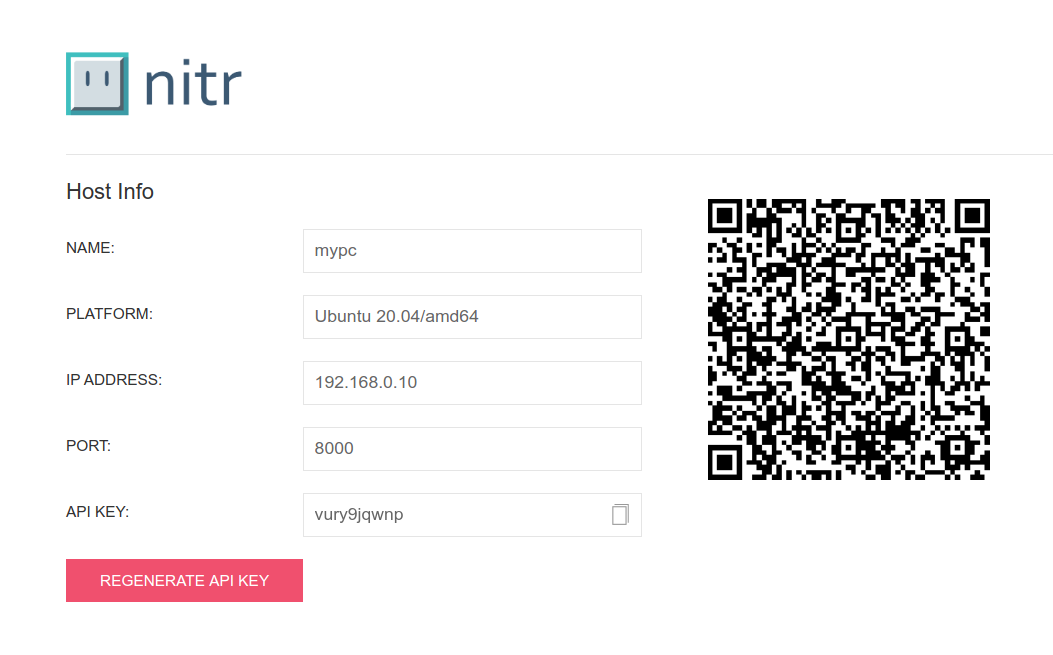 nitr
Host Info
NAME:
mypc
PLATFORM:
Ubuntu 20.04/amd64
IP ADDRESS:
192.168.0.10
PORT:
8000
API KEY:
vury9jqwnp
REGENERATE API KEY